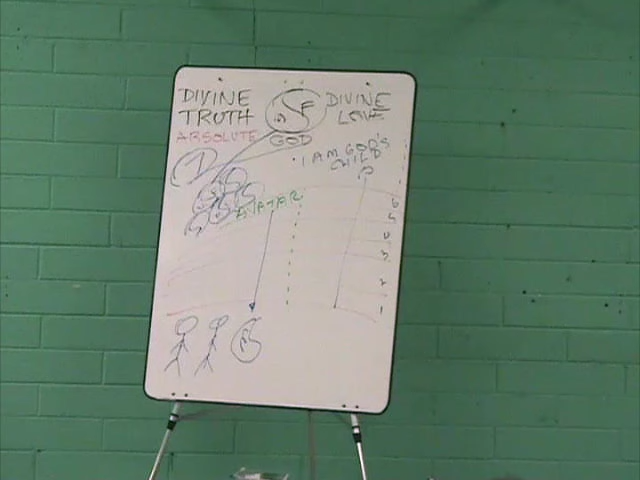 DIVINE
TRUTH
ABSOLUTE
F
GOD
DIVINE
LOVE
I AM GOD'S
CHILD
AVATAR
6
5
4
3
2
1